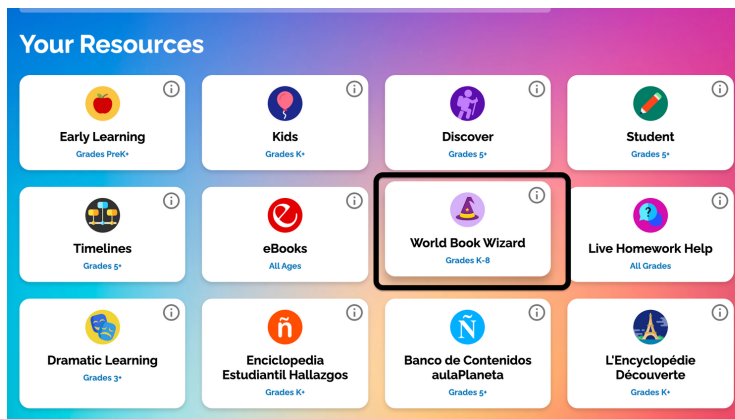 Your Resources
Early Learning
Grades PreK+
Kids
Grades K+
Discover
Grades 5+
Student
Grades 5+
Timelines
Grades 5+
eBooks
All Ages
World Book Wizard
Grades K-8
Live Homework Help
All Grades
Dramatic Learning
Grades 3+
Enciclopedia
Estudiantil Hallazgos
Grades K+
Banco de Contenidos
aulaPlaneta
Grades 5+
L'Encyclopédie
Découverte
Grades K+